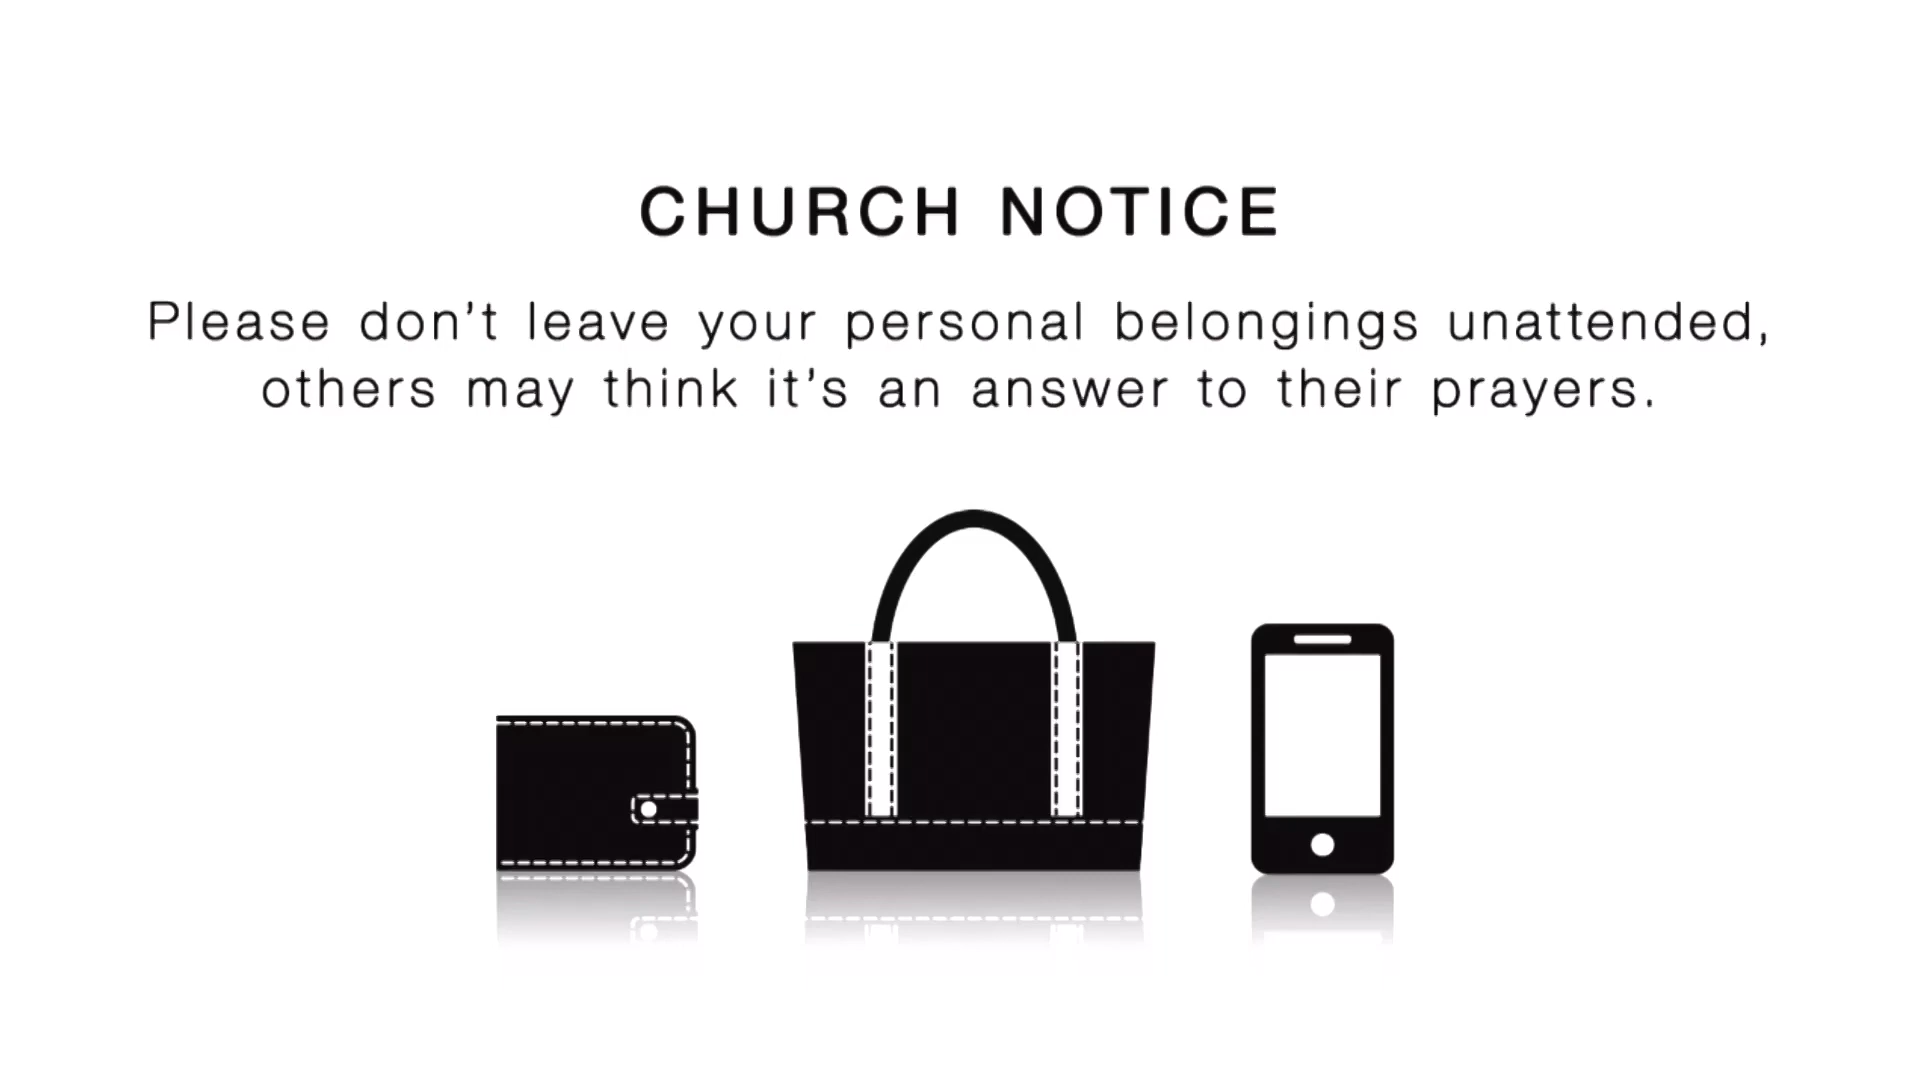 CHURCH NOTICE
Please don’t leave your personal belongings unattended,
others may think it’s an answer to their prayers.